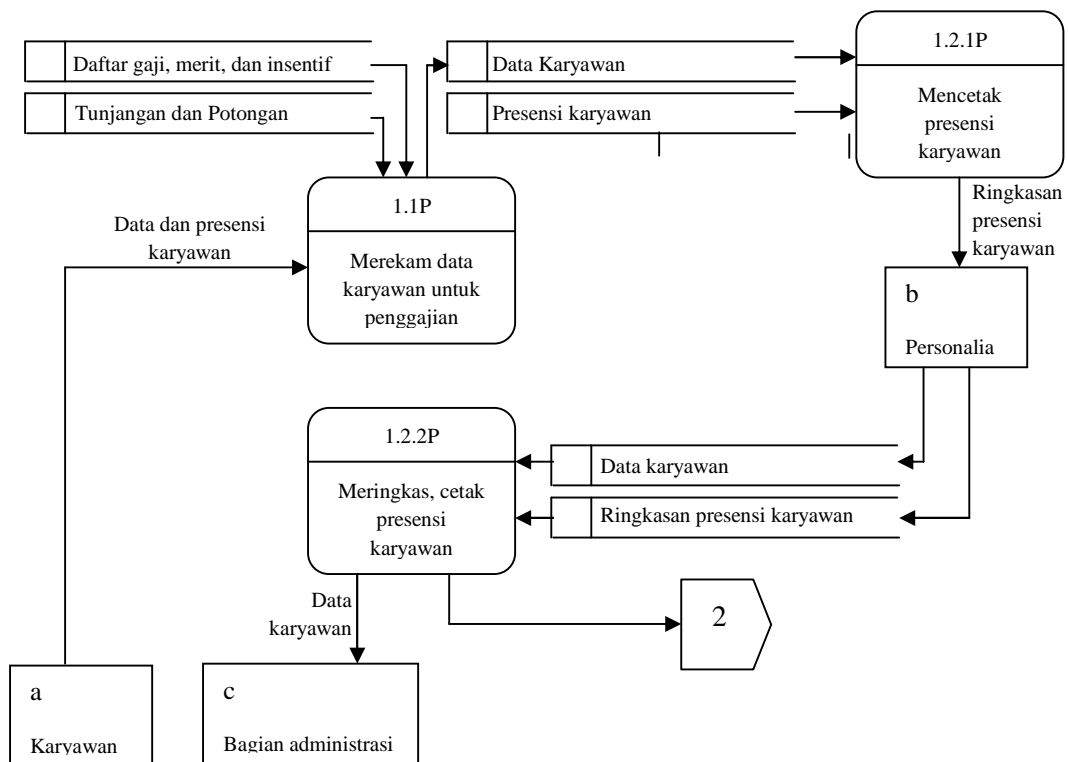 Daftar gaji, merit, dan insentif
Tunjangan dan Potongan
Data Karyawan
Presensi karyawan
1.2.1P
Mencetak
presensi
karyawan
Ringkasan
presensi
karyawan
1.1P
Merekam data
karyawan untuk
penggajian
Data dan presensi
karyawan
b
Personalia
1.2.2P
Meringkas, cetak
presensi
karyawan
Data karyawan
Ringkasan presensi karyawan
Data
karyawan
2
a
Karyawan
c
Bagian administrasi